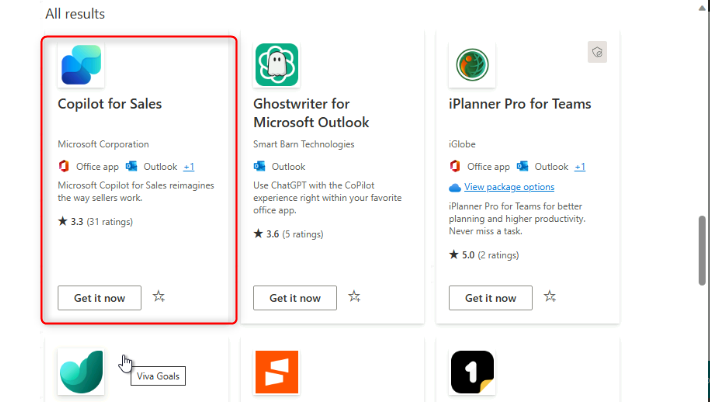 All results
Copilot for Sales
Microsoft Corporation
Office app Outlook +1
Microsoft Copilot for Sales reimagines
the way sellers work.
★ 3.3 (31 ratings)
Get it now
Ghostwriter for
Microsoft Outlook
Smart Barn Technologies
Outlook
Use ChatGPT with the CoPilot
experience right within your favorite
office app.
★ 3.6 (5 ratings)
Get it now
iPlanner Pro for Teams
iGlobe
Office app Outlook +1
View package options
iPlanner Pro for Teams for better
planning and higher productivity.
Never miss a task.
★ 5.0 (2 ratings)
Get it now
Viva Goals
1